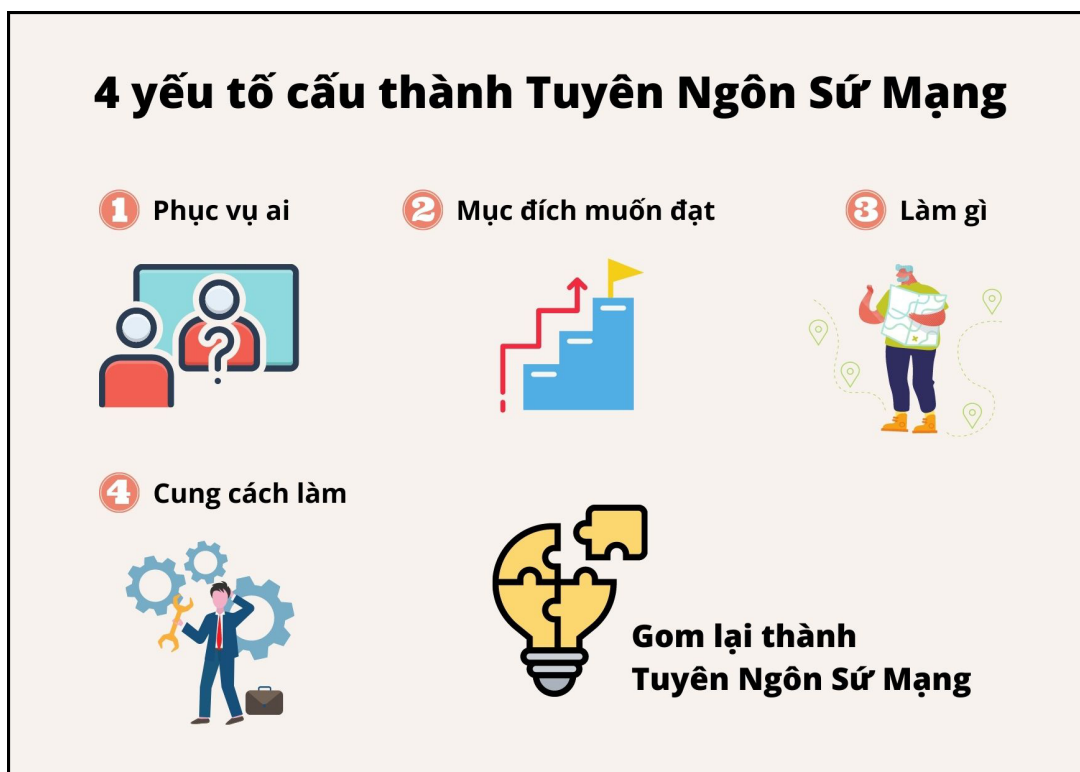 4 yếu tố cấu thành Tuyên Ngôn Sứ Mạng
1 Phục vụ ai
2 Mục đích muốn đạt
3 Làm gì
4 Cung cách làm
Gom lại thành
Tuyên Ngôn Sứ Mạng